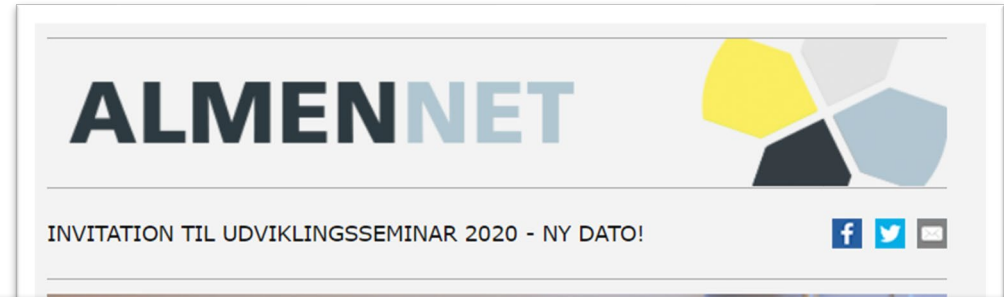 ALMENNET
INVITATION TIL UDVIKLINGSSEMINAR 2020 - NY DATO!